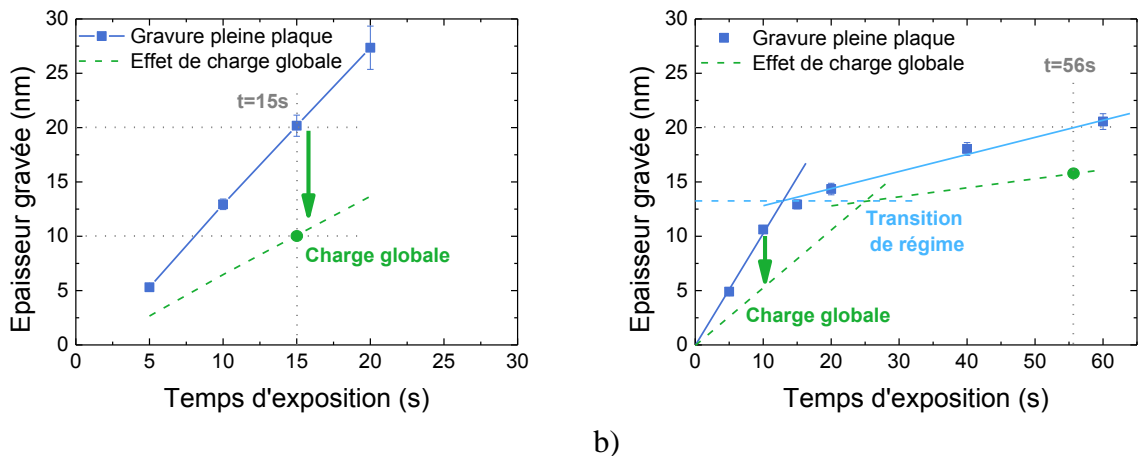 Gravure pleine plaque
Effet de charge globale
t=15s
Charge globale
Epaisseur gravée (nm)
30
25
20
15
10
5
0
0 5 10 15 20 25 30
Temps d'exposition (s)
Gravure pleine plaque
Effet de charge globale
t=56s
Transition
de régime
Charge globale
Epaisseur gravée (nm)
30
25
20
15
10
5
0
0 10 20 30 40 50 60
Temps d'exposition (s)
b)